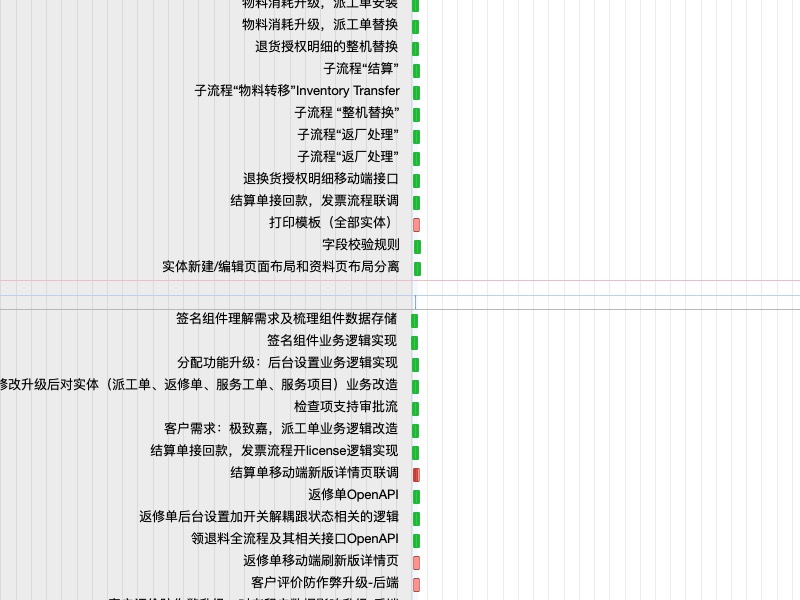 物料消耗升级，派工单安装
物料消耗升级，派工单替换
退货授权明细的整机替换
子流程“结算”
子流程“物料转移”Inventory Transfer
子流程 “整机替换”
子流程“返厂处理”
子流程“返厂处理”
退换货授权明细移动端接口
结算单接回款，发票流程联调
打印模板（全部实体）
字段校验规则
实体新建/编辑页面布局和资料页布局分离
签名组件理解需求及梳理组件数据存储
签名组件业务逻辑实现
分配功能升级：后台设置业务逻辑实现
修改升级后对实体（派工单、返修单、服务工单、服务项目）业务改造
检查项支持审批流
客户需求：极致嘉，派工单业务逻辑改造
结算单接回款，发票流程开license逻辑实现
结算单移动端新版详情页联调
返修单OpenAPI
返修单后台设置加开关解耦跟状态相关的逻辑
领退料全流程及其相关接口OpenAPI
返修单移动端刷新版详情页
客户评价防作弊升级-后端